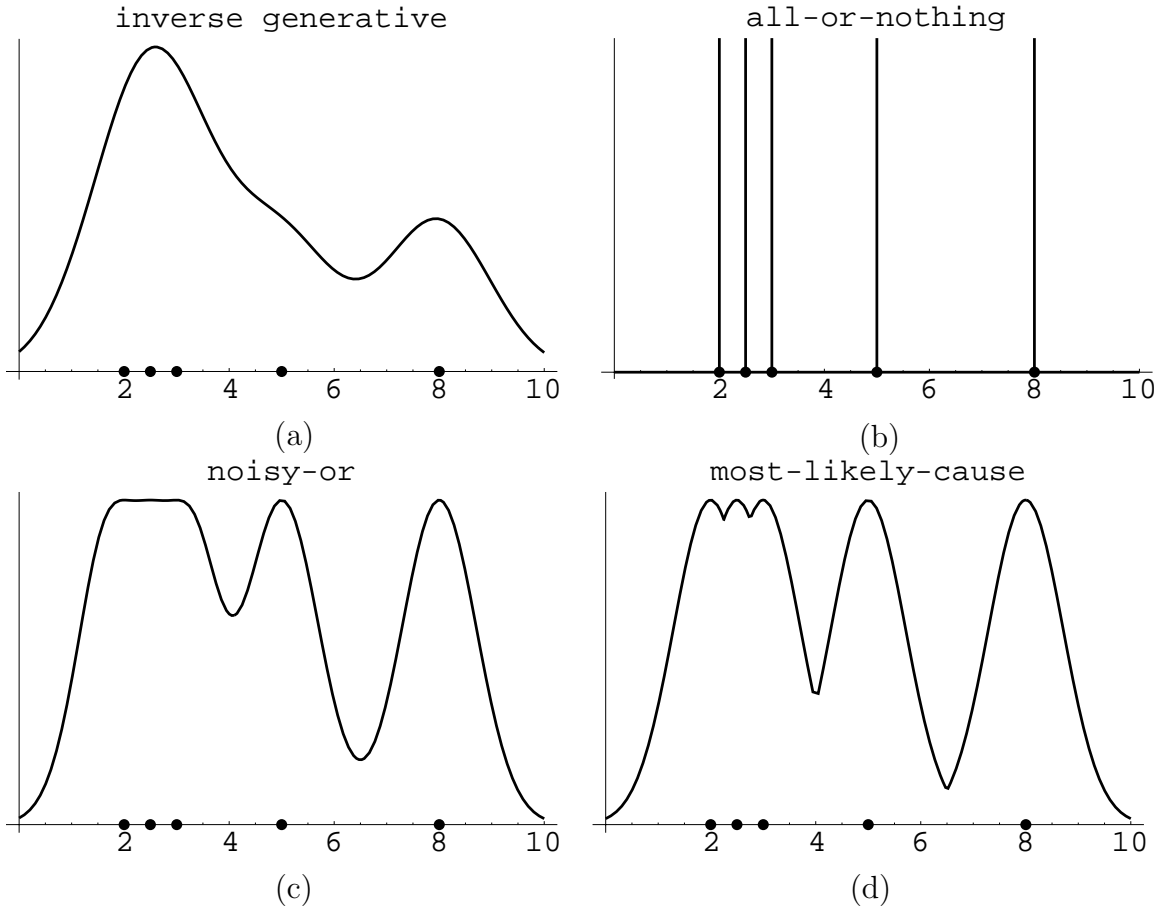 inverse generative
2 4 6 8 10
(a)
all-or-nothing
2 4 6 8 10
(b)
noisy-or
2 4 6 8 10
(c)
most-likely-cause
2 4 6 8 10
(d)